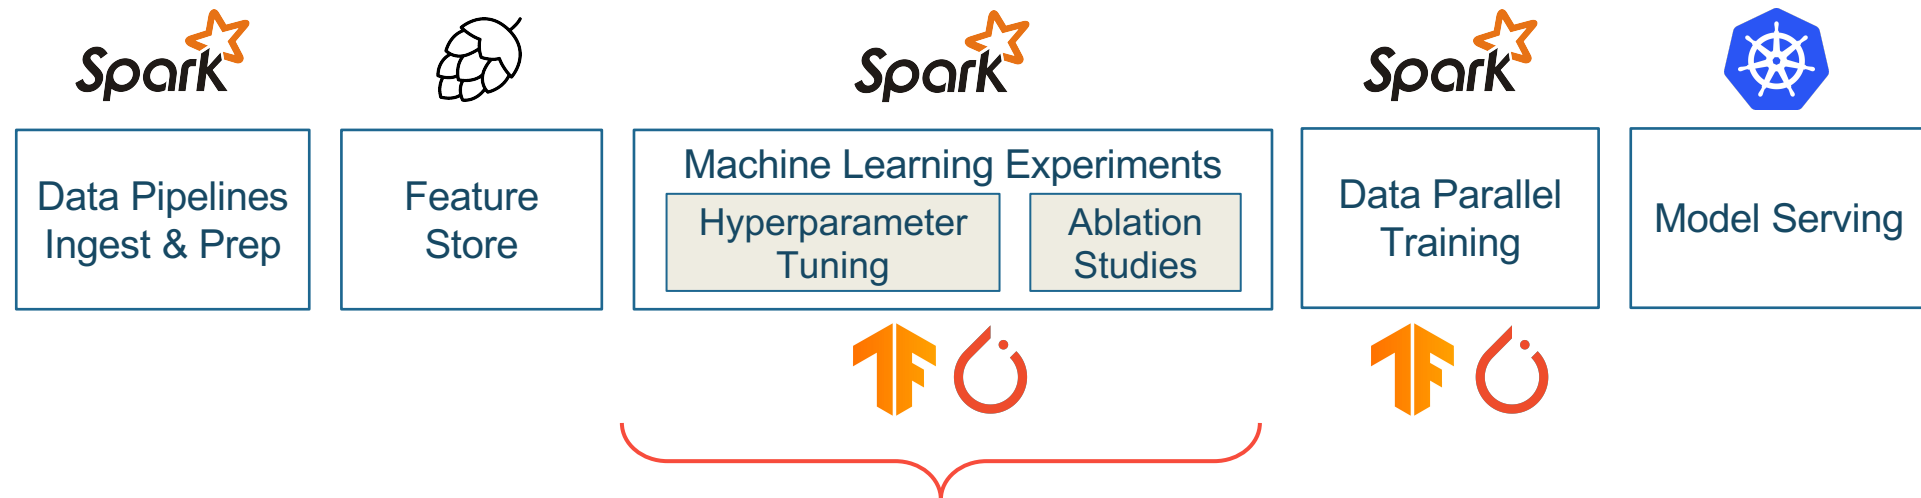 Spark
Spark
Spark
Data Pipelines
Ingest & Prep
Feature
Store
Machine Learning Experiments
Hyperparameter
Tuning
Ablation
Studies
Data Parallel
Training
Model Serving